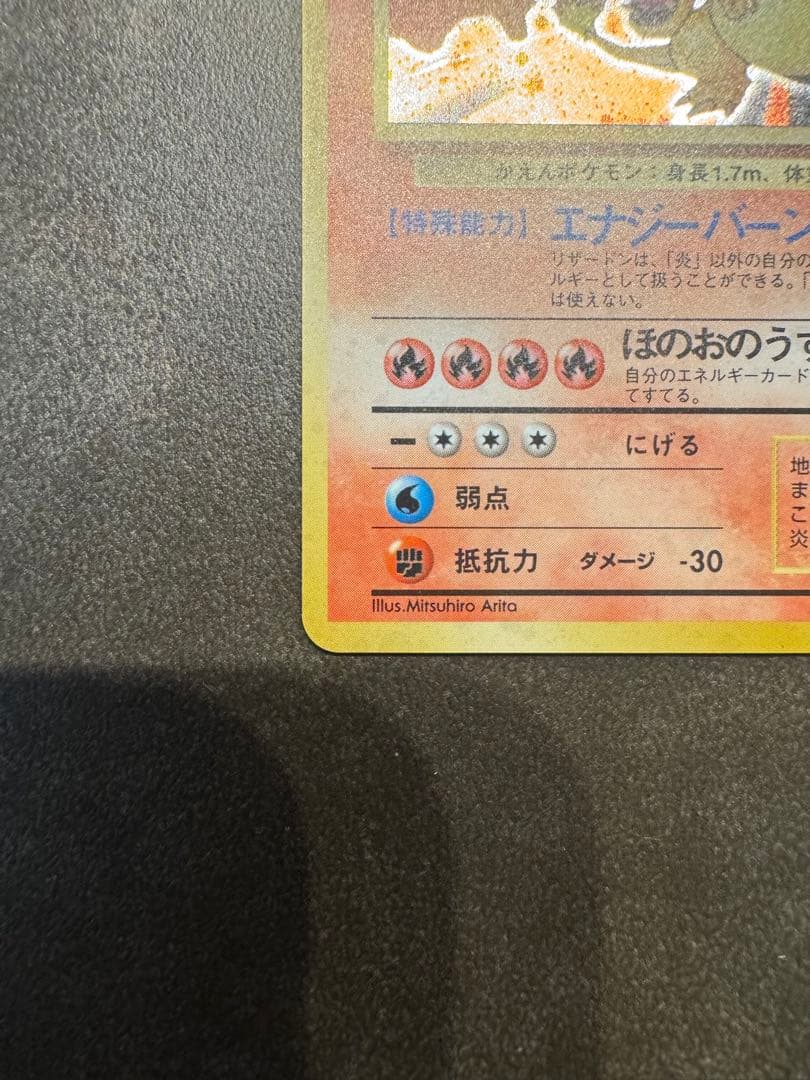 かえんポケモン：身長1.7m、体
【特殊能力】 エナジーバーン
リザードンは、「炎」以外の自分の
ルギーとして扱うことができる。「
は使えない。
ほのおのうず
自分のエネルギーカード
てすてる。
にげる
弱点
抵抗力 ダメージ -30
地
ま
こ
炎
Illus.Mitsuhiro Arita